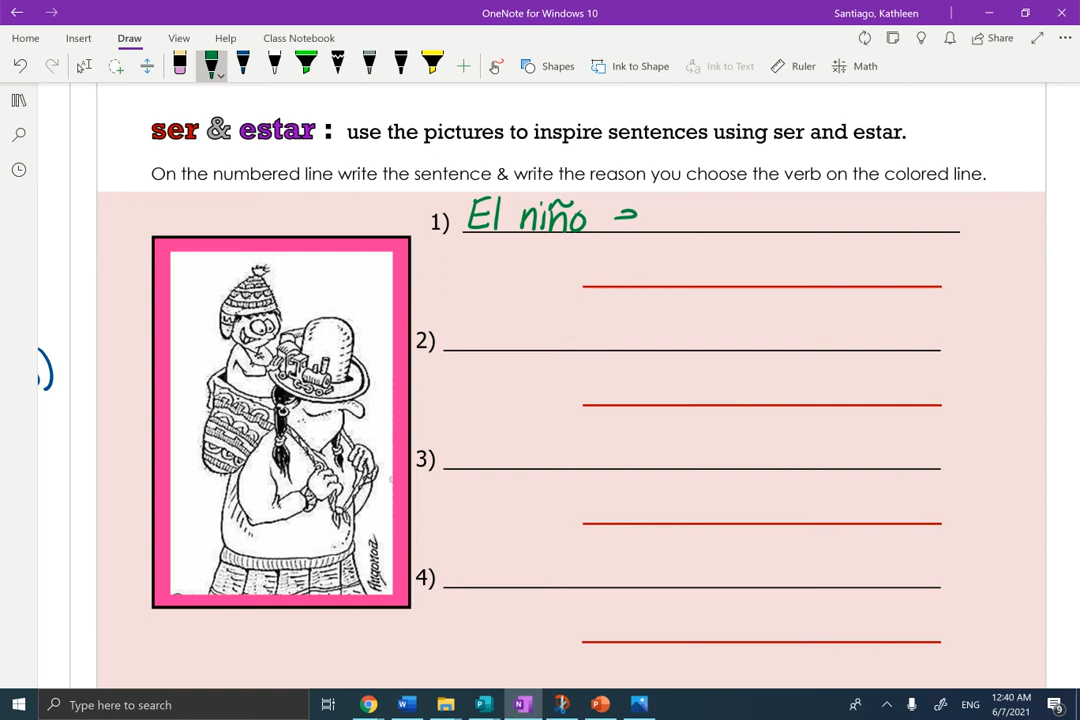 OneNote for Windows 10
Santiago, Kathleen
Home Insert Draw View Help Class Notebook
Share
Shapes Ink to Shape Ink to Text Ruler Math
ser & estar : use the pictures to inspire sentences using ser and estar.
On the numbered line write the sentence & write the reason you choose the verb on the colored line.
1) El niño
2)
3)
4)
Type here to search
ENG
12:40 AM
6/7/2021
9